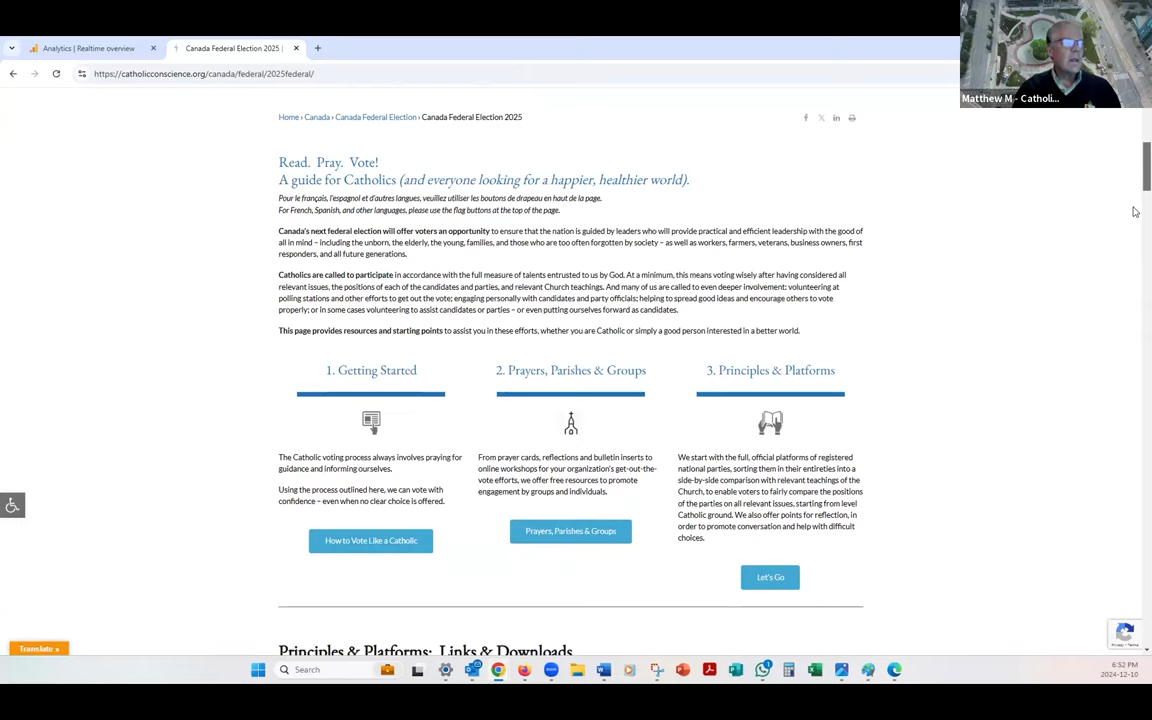 Analytics | Realtime overview
Canada Federal Election 2025 |
https://catholicconscience.org/canada/federal/2025federal/
Matthew M - Catholi...
Home › Canada › Canada Federal Election › Canada Federal Election 2025
Read. Pray. Vote!
A guide for Catholics (and everyone looking for a happier, healthier world).
Pour le français, l'espagnol et d'autres langues, veuillez utiliser les boutons de drapeau en haut de la page.
For French, Spanish, and other languages, please use the flag buttons at the top of the page.
Canada's next federal election will offer voters an opportunity to ensure that the nation is guided by leaders who will provide practical and efficient leadership with the good of
all in mind – including the unborn, the elderly, the young, families, and those who are too often forgotten by society – as well as workers, farmers, veterans, business owners, first
responders, and all future generations.
Catholics are called to participate in accordance with the full measure of talents entrusted to us by God. At a minimum, this means voting wisely after having considered all
relevant issues, the positions of each of the candidates and parties, and relevant Church teachings. And many of us are called to even deeper involvement: volunteering at
polling stations and other efforts to get out the vote; engaging personally with candidates and party officials; helping to spread good ideas and encourage others to vote
properly; or in some cases volunteering to assist candidates or parties – or even putting ourselves forward as candidates.
This page provides resources and starting points to assist you in these efforts, whether you are Catholic or simply a good person interested in a better world.
1. Getting Started
The Catholic voting process always involves praying for
guidance and informing ourselves.
Using the process outlined here, we can vote with
confidence – even when no clear choice is offered.
How to Vote Like a Catholic
2. Prayers, Parishes & Groups
From prayer cards, reflections and bulletin inserts to
online workshops for your organization's get-out-the-
vote efforts, we offer free resources to promote
engagement by groups and individuals.
Prayers, Parishes & Groups
3. Principles & Platforms
We start with the full, official platforms of registered
national parties, sorting them in their entireties into a
side-by-side comparison with relevant teachings of the
Church, to enable voters to fairly compare the positions
of the parties on all relevant issues, starting from level
Catholic ground. We also offer points for reflection, in
order to promote conversation and help with difficult
choices.
Let's Go
Principles & Platforms: Links & Downloads
Translate »
Privacy - Terms
Search
6:52 PM
2024-12-10